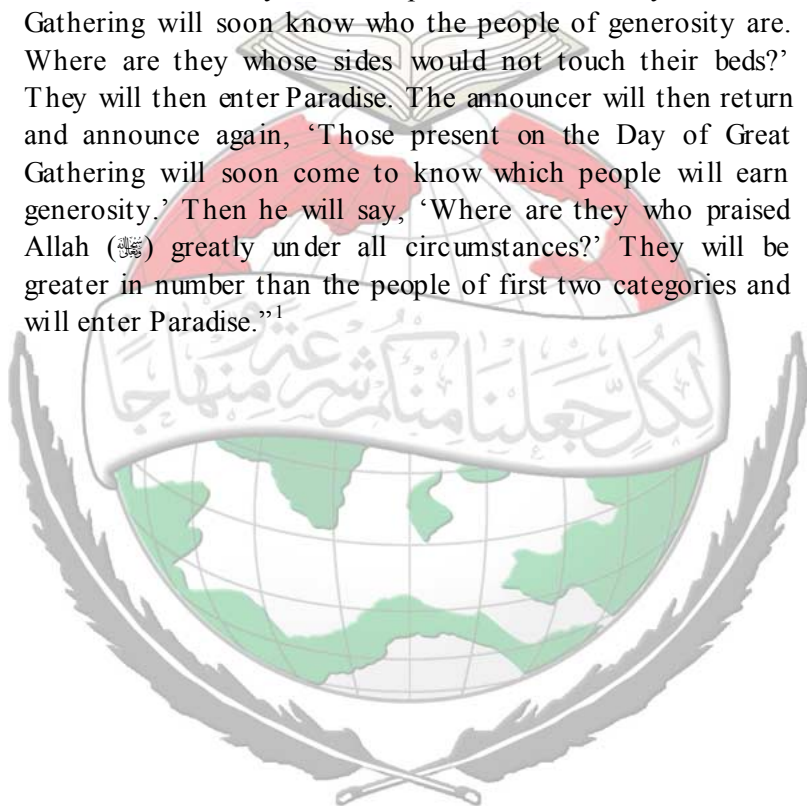 Gathering will soon know who the people of generosity are.
Where are they whose sides would not touch their beds?’
They will then enter Paradise. The announcer will then return
and announce again, ‘Those present on the Day of Great
Gathering will soon come to know which people will earn
generosity.’ Then he will say, ‘Where are they who praised
Allah (ﷻ) greatly under all circumstances?’ They will be
greater in number than the people of first two categories and
will enter Paradise.”1
لِكُلٍّ جَعَلْنَا مِنكُمْ شِرْعَةً وَمِنْهَاجًا